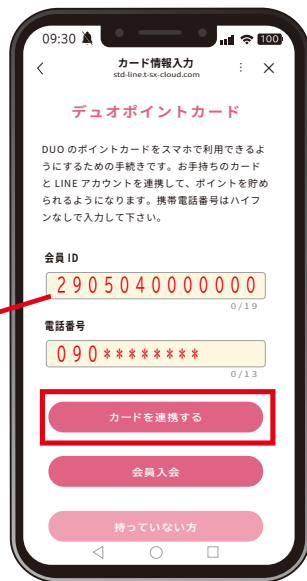 09:30 100
カード情報入力
std-line.t-sx-cloud.com
デュオポイントカード
DUO のポイントカードをスマホで利用できるよ
うにするための手続きです。お手持ちのカード
と LINE アカウントを連携して、ポイントを貯め
られるようになります。携帯電話番号はハイフ
ンなしで入力して下さい。
会員 ID
2905040000000
0/19
電話番号
090********
0/13
カードを連携する
会員入会
持っていない方